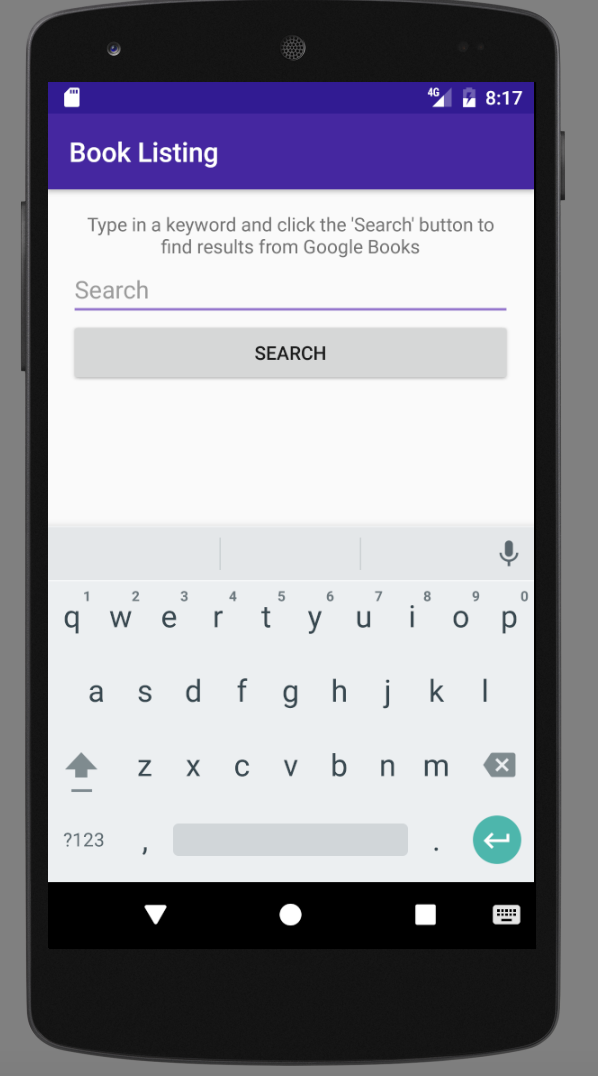 4G 8:17
Book Listing
Type in a keyword and click the 'Search' button to
find results from Google Books
Search
SEARCH
1 2 3 4 5 6 7 8 9 0
q w e r t y u i o p
a s d f g h j k l
z x c v b n m
?123 , .